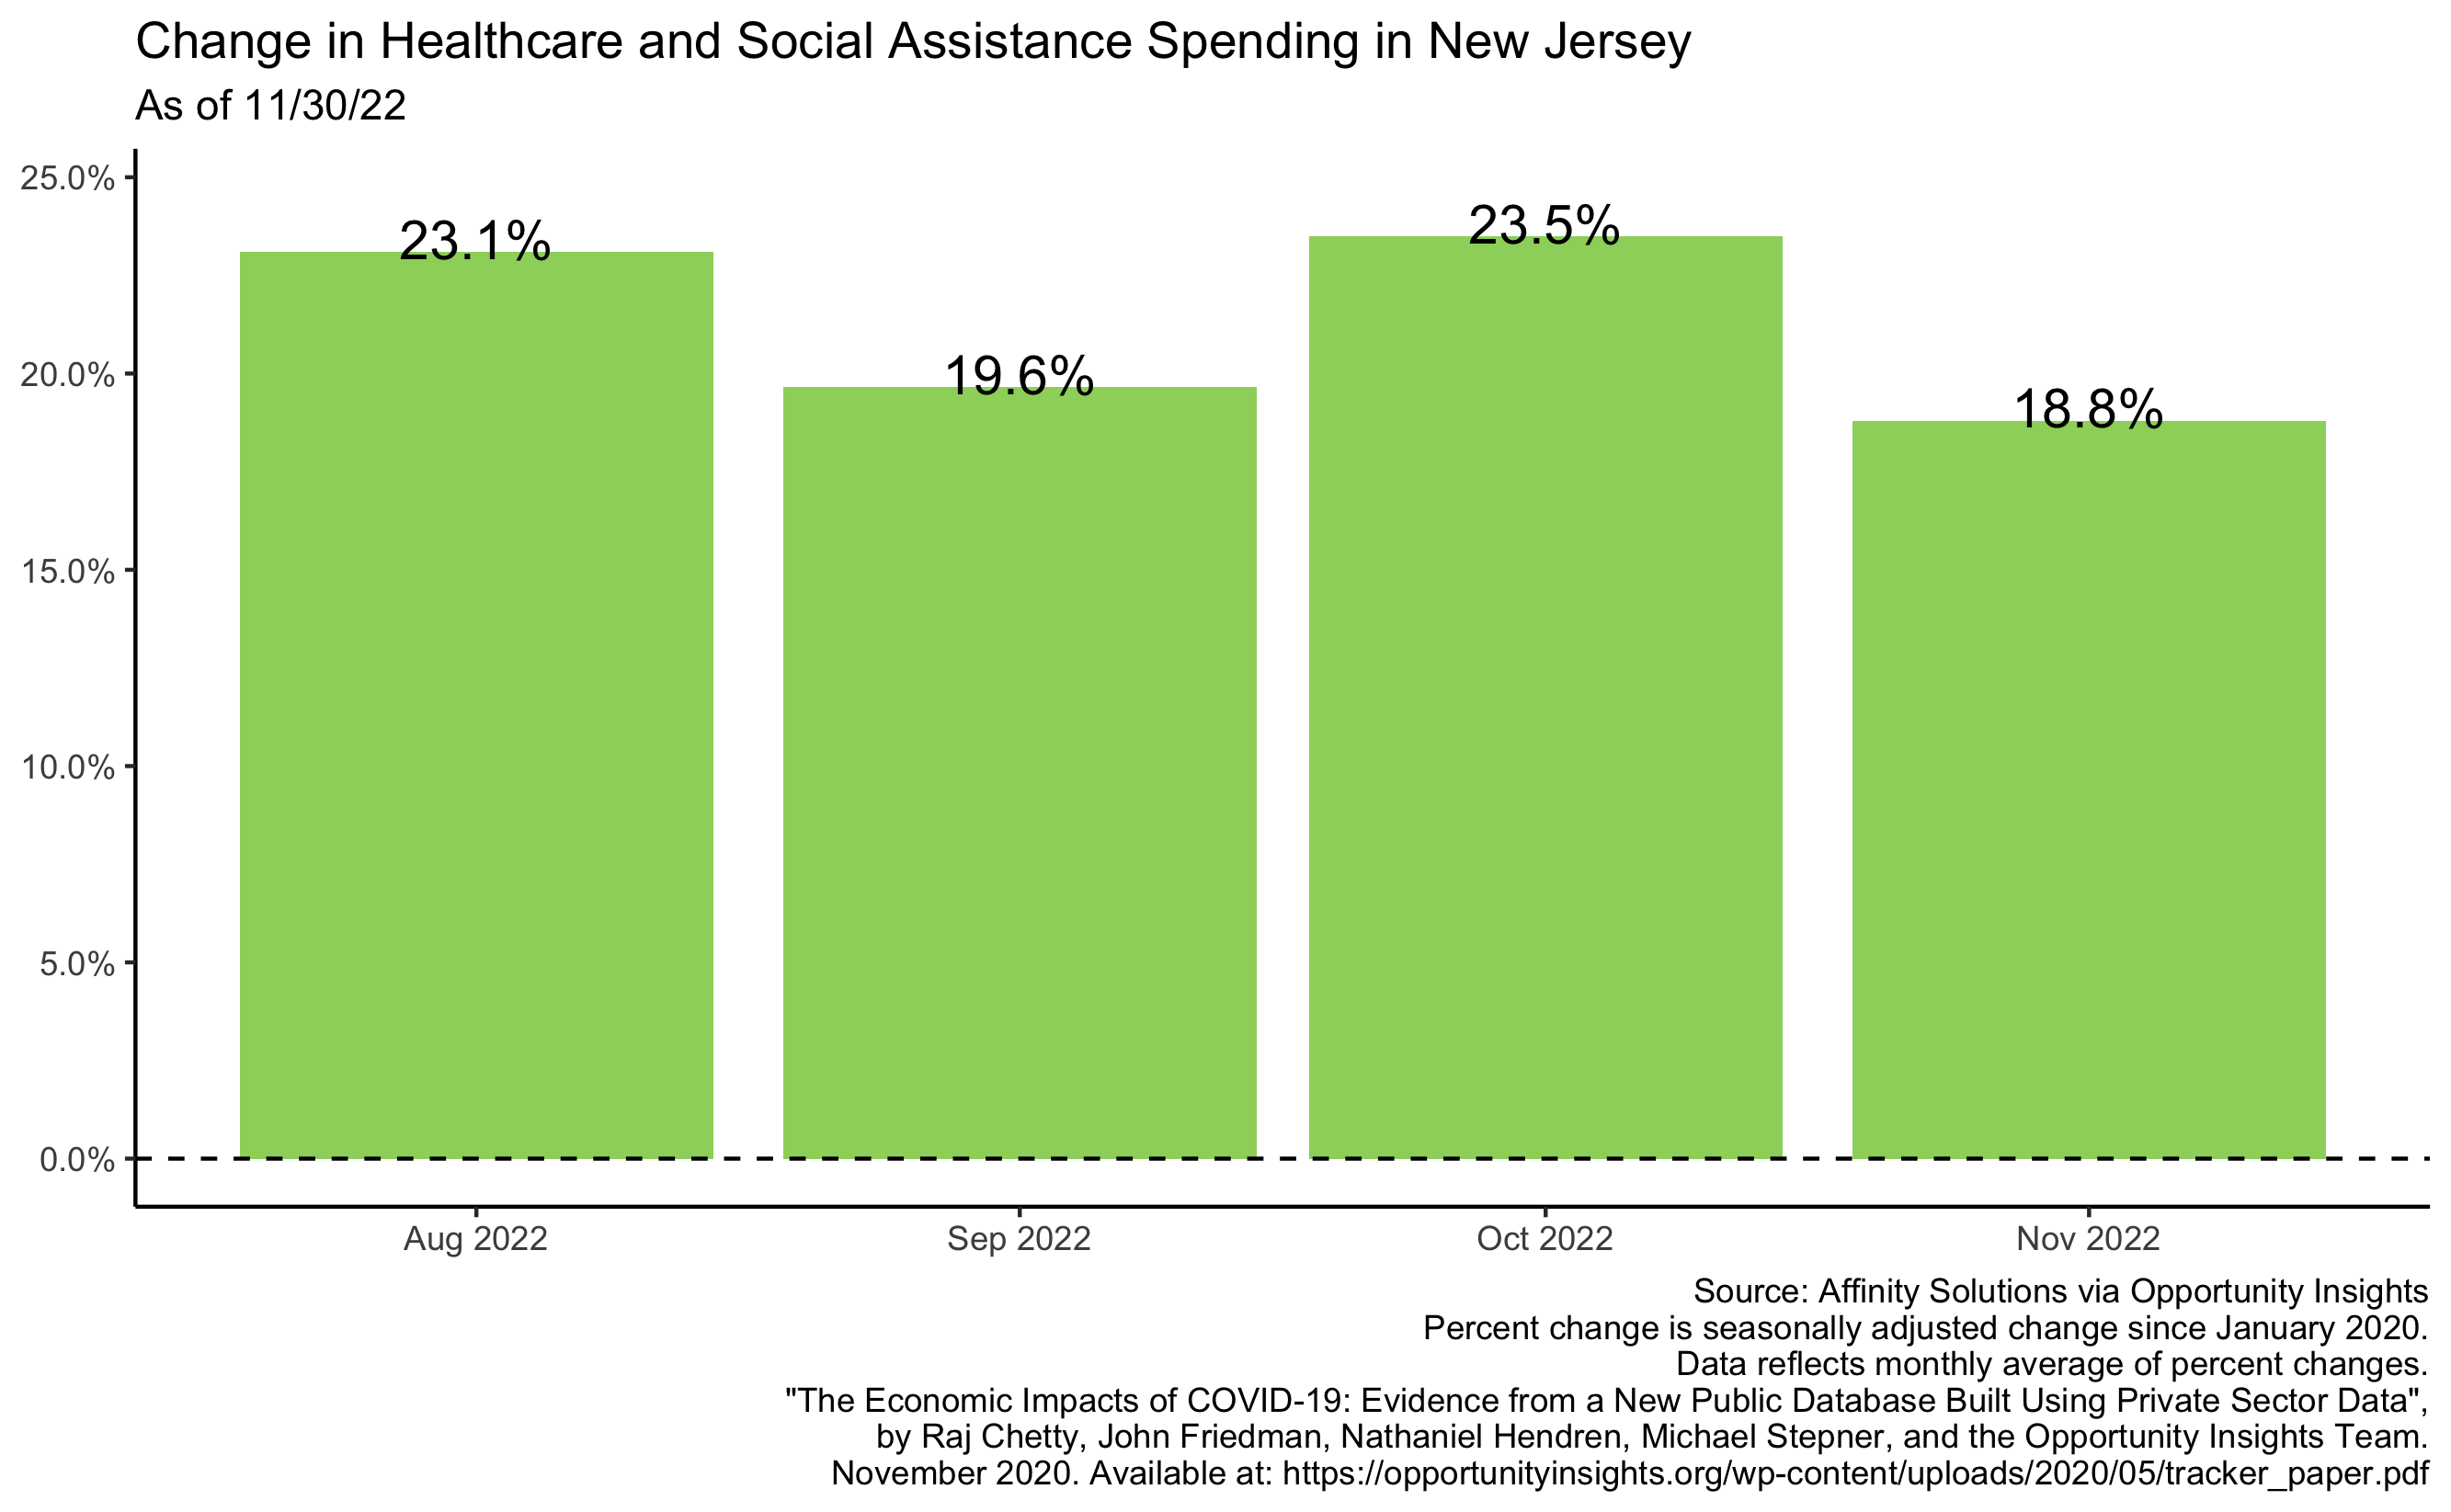 Change in Healthcare and Social Assistance Spending in New Jersey
As of 11/30/22
25.0%
20.0%
15.0%
10.0%
5.0%
0.0%
23.1%
19.6%
23.5%
18.8%
Aug 2022
Sep 2022
Oct 2022
Nov 2022
Source: Affinity Solutions via Opportunity Insights
Percent change is seasonally adjusted change since January 2020.
Data reflects monthly average of percent changes.
"The Economic Impacts of COVID-19: Evidence from a New Public Database Built Using Private Sector Data",
by Raj Chetty, John Friedman, Nathaniel Hendren, Michael Stepner, and the Opportunity Insights Team.
November 2020. Available at: https://opportunityinsights.org/wp-content/uploads/2020/05/tracker_paper.pdf